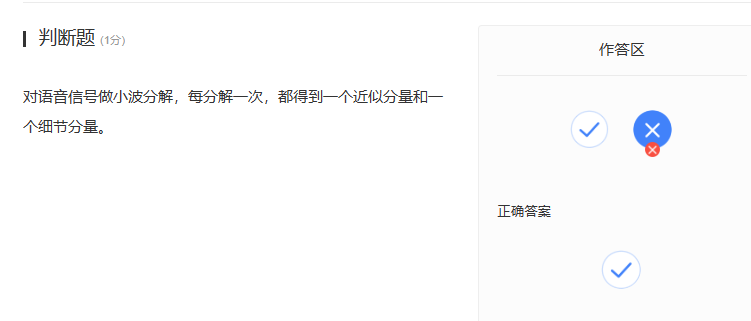 判断题 (1分)
对语音信号做小波分解，每分解一次，都得到一个近似分量和一
个细节分量。
作答区
正确答案